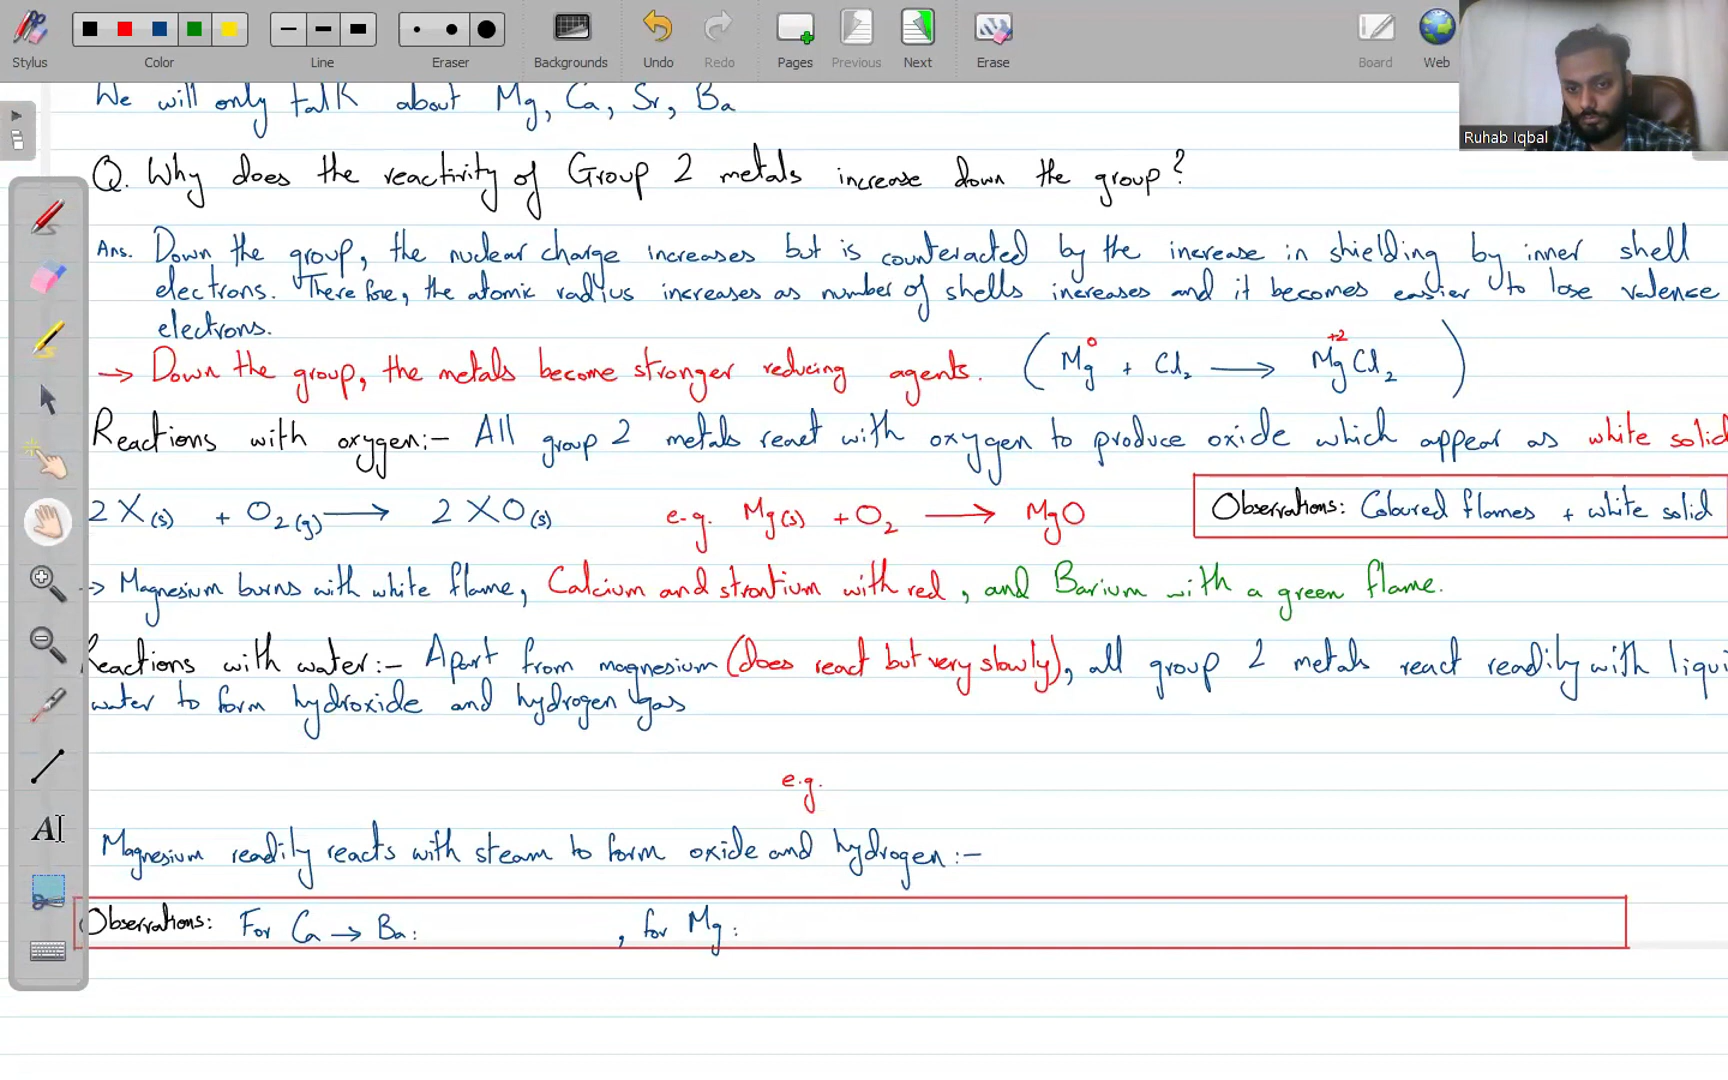 Stylus
Color
Line
Eraser
Backgrounds
Undo
Redo
Pages
Previous
Next
Erase
Board
Web
Ruhab Iqbal
We will only talk about Mg, Ca, Sr, Ba
Q. Why does the reactivity of Group 2 metals increase down the group?
Ans. Down the group, the nuclear charge increases but is counteracted by the increase in shielding by inner shell
electrons. Therefore, the atomic radius increases as number of shells increases and it becomes easier to lose valence
electrons.
→ Down the group, the metals become stronger reducing agents. (Mg⁰ + Cl₂ → Mg⁺²Cl₂)
Reactions with oxygen:- All group 2 metals react with oxygen to produce oxide which appear as white solid
2X(s) + O₂(g) → 2XO(s) e.g. Mg(s) + O₂ → MgO
Observations: Coloured flames + white solid
→ Magnesium burns with white flame, Calcium and strontium with red, and Barium with a green flame.
Reactions with water:- Apart from magnesium (does react but very slowly), all group 2 metals react readily with liqui
water to form hydroxide and hydrogen gas
e.g.
Magnesium readily reacts with steam to form oxide and hydrogen:-
Observations: For Ca → Ba: , for Mg:
AI